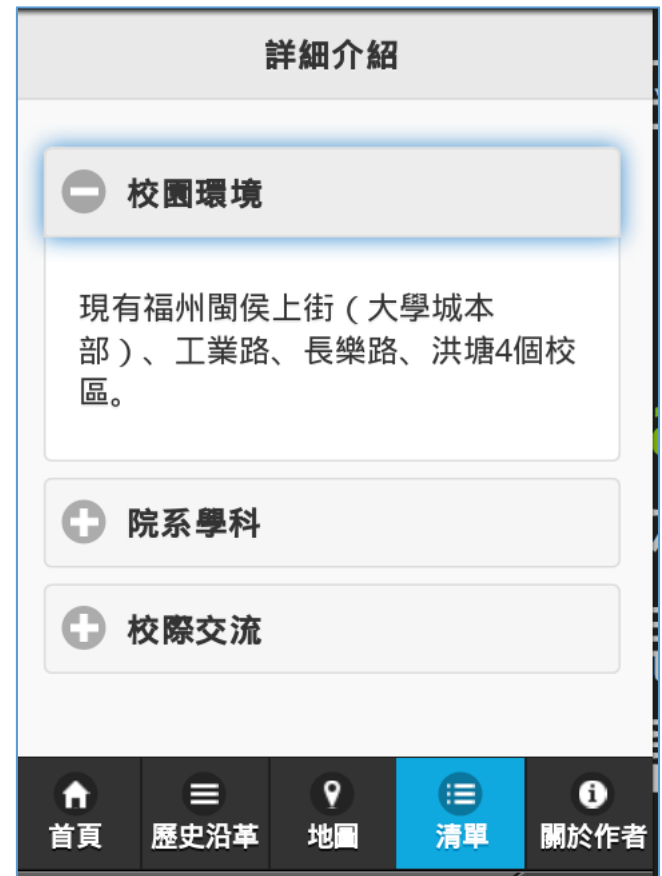 詳細介紹
校園環境
現有福州閩侯上街（大學城本
部）、工業路、長樂路、洪塘4個校
區。
院系學科
校際交流
首頁
歷史沿革
地圖
清單
關於作者